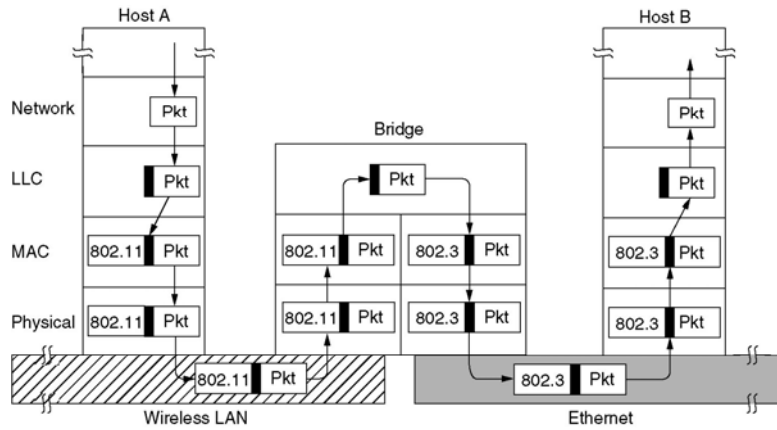 Host A
Host B
Network
Pkt
Pkt
Bridge
LLC
Pkt
Pkt
Pkt
MAC
802.11 Pkt
802.11 Pkt
802.3 Pkt
802.3 Pkt
Physical
802.11 Pkt
802.11 Pkt
802.3 Pkt
802.3 Pkt
802.11 Pkt
802.3 Pkt
Wireless LAN
Ethernet